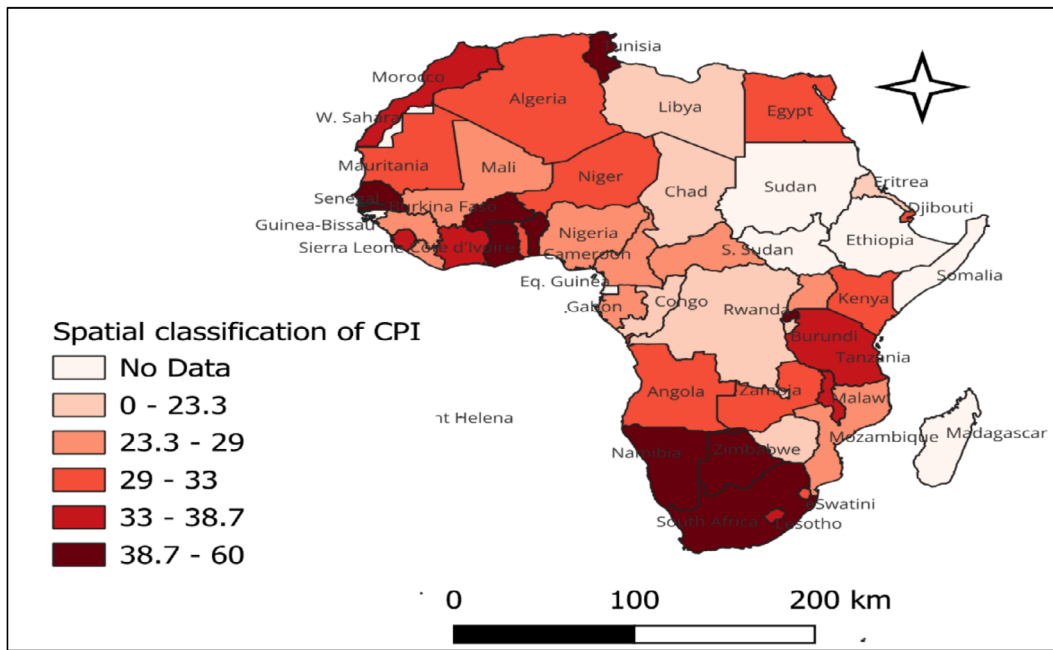 Tunisia
Morocco
Algeria
Libya
Egypt
W. Sahara
Mauritania
Mali
Niger
Chad
Sudan
Eritrea
Senegal
Burkina Faso
Djibouti
Guinea-Bissau
Nigeria
Ethiopia
Sierra Leone
Côte d'Ivoire
Cameroon
S. Sudan
Somalia
Eq. Guinea
Gabon
Congo
Rwanda
Kenya
Burundi
Tanzania
Spatial classification of CPI
No Data
0 - 23.3
23.3 - 29
29 - 33
33 - 38.7
38.7 - 60
Angola
Zambia
Malawi
nt Helena
Mozambique
Madagascar
Namibia
Zimbabwe
eSwatini
South Africa
Lesotho
0 100 200 km